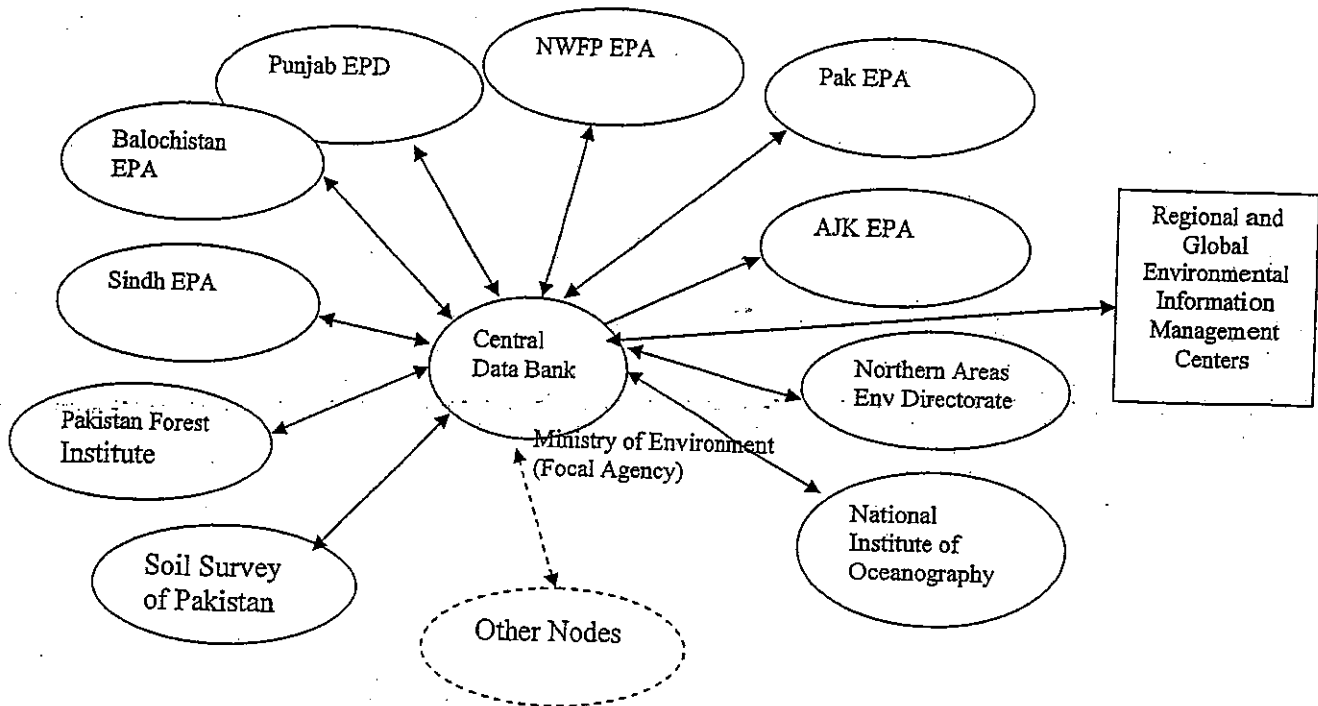 NWFP EPA
Punjab EPD
Pak EPA
Balochistan
EPA
AJK EPA
Regional and
Global
Environmental
Information
Management
Centers
Sindh EPA
Central
Data Bank
Northern Areas
Env Directorate
Pakistan Forest
Institute
Ministry of Environment
(Focal Agency)
National
Institute of
Oceanography
Soil Survey
of Pakistan
Other Nodes